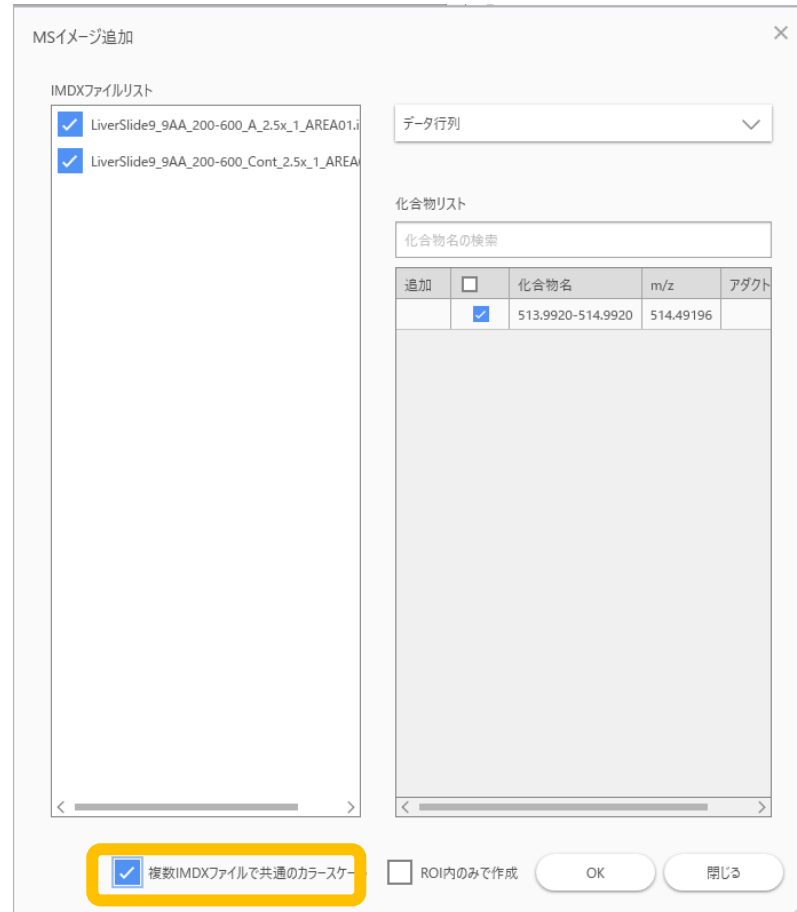 MSイメージ追加
IMDXファイルリスト
LiverSlide9_9AA_200-600_A_2.5x_1_AREA01.i
LiverSlide9_9AA_200-600_Cont_2.5x_1_AREA
データ行列
化合物リスト
化合物名の検索
追加 化合物名 m/z アダクト
513.9920-514.9920 514.49196
複数IMDXファイルで共通のカラースケー
ROI内のみで作成
OK
閉じる